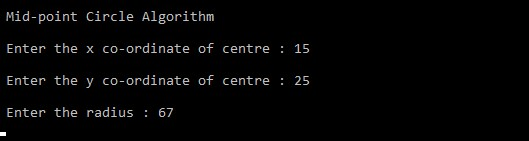 Mid-point Circle Algorithm
Enter the x co-ordinate of centre : 15
Enter the y co-ordinate of centre : 25
Enter the radius : 67